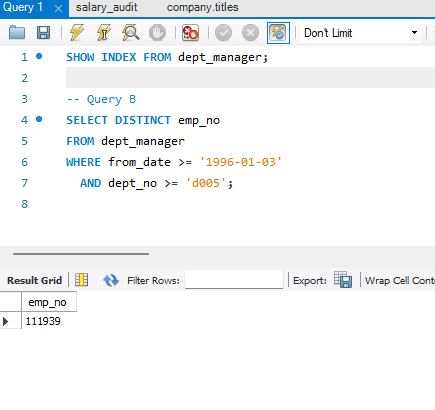 Query 1 × salary_audit company.titles
Don't Limit
1 SHOW INDEX FROM dept_manager;
2
3 -- Query B
4 SELECT DISTINCT emp_no
5 FROM dept_manager
6 WHERE from_date >= '1996-01-03'
7 AND dept_no >= 'd005';
8
Result Grid Filter Rows: Export: Wrap Cell Cont
emp_no
111939